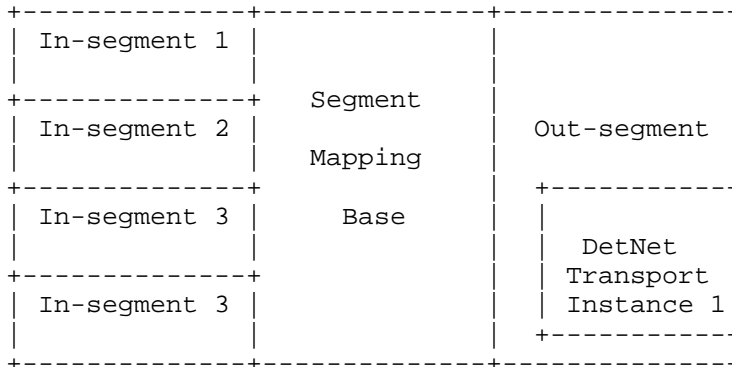 In-segment 1
Segment
In-segment 2 Out-segment
Mapping
In-segment 3 Base
DetNet
Transport
In-segment 3 Instance 1